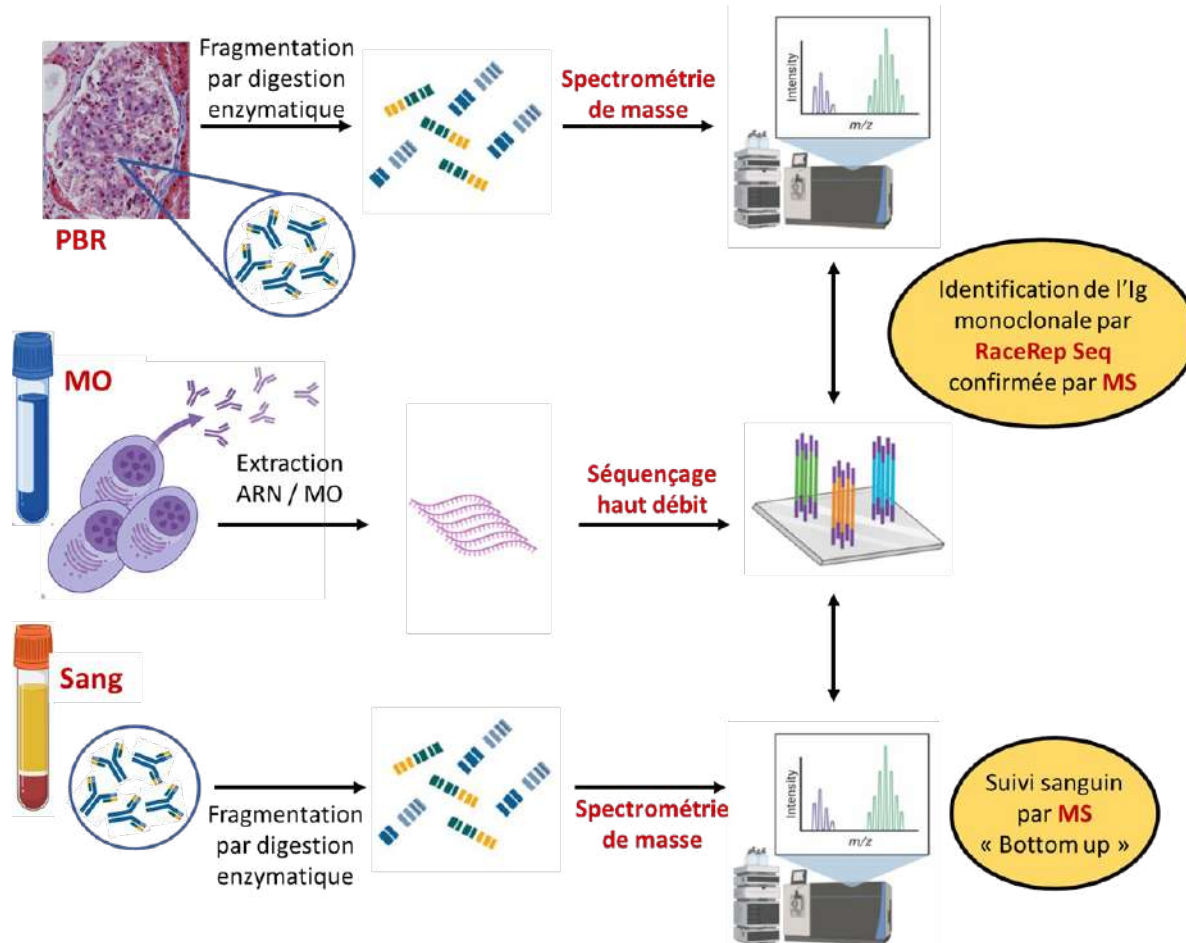 Fragmentation
par digestion
enzymatique
Spectrométrie
de masse
Intensity
m/z
PBR
Identification de l'Ig
monoclonale par
RaceRep Seq
confirmée par MS
MO
Extraction
ARN / MO
Séquençage
haut débit
Sang
Fragmentation
par digestion
enzymatique
Spectrométrie
de masse
Intensity
m/z
Suivi sanguin
par MS
« Bottom up »